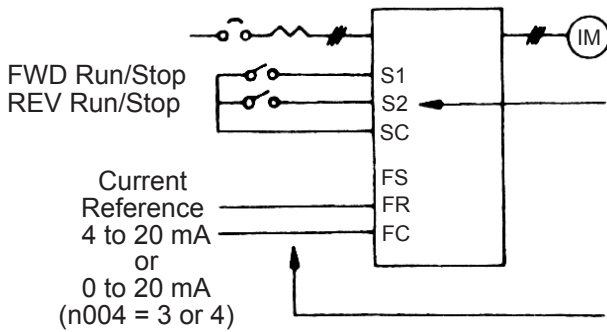 IM
FWD Run/Stop
S1
REV Run/Stop
S2
SC
FS
Current
Reference
FR
4 to 20 mA
FC
or
0 to 20 mA
(n004 = 3 or 4)